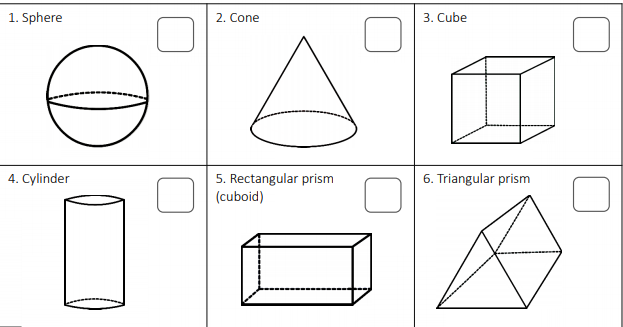 1. Sphere
2. Cone
3. Cube
4. Cylinder
5. Rectangular prism
(cuboid)
6. Triangular prism